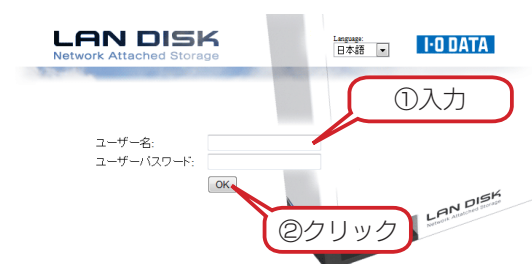 LAN DISK
Network Attached Storage
Language:
日本語
I-O DATA
①入力
ユーザー名:
ユーザーパスワード:
OK
②クリック
LAN DISK
Network Attached Storage